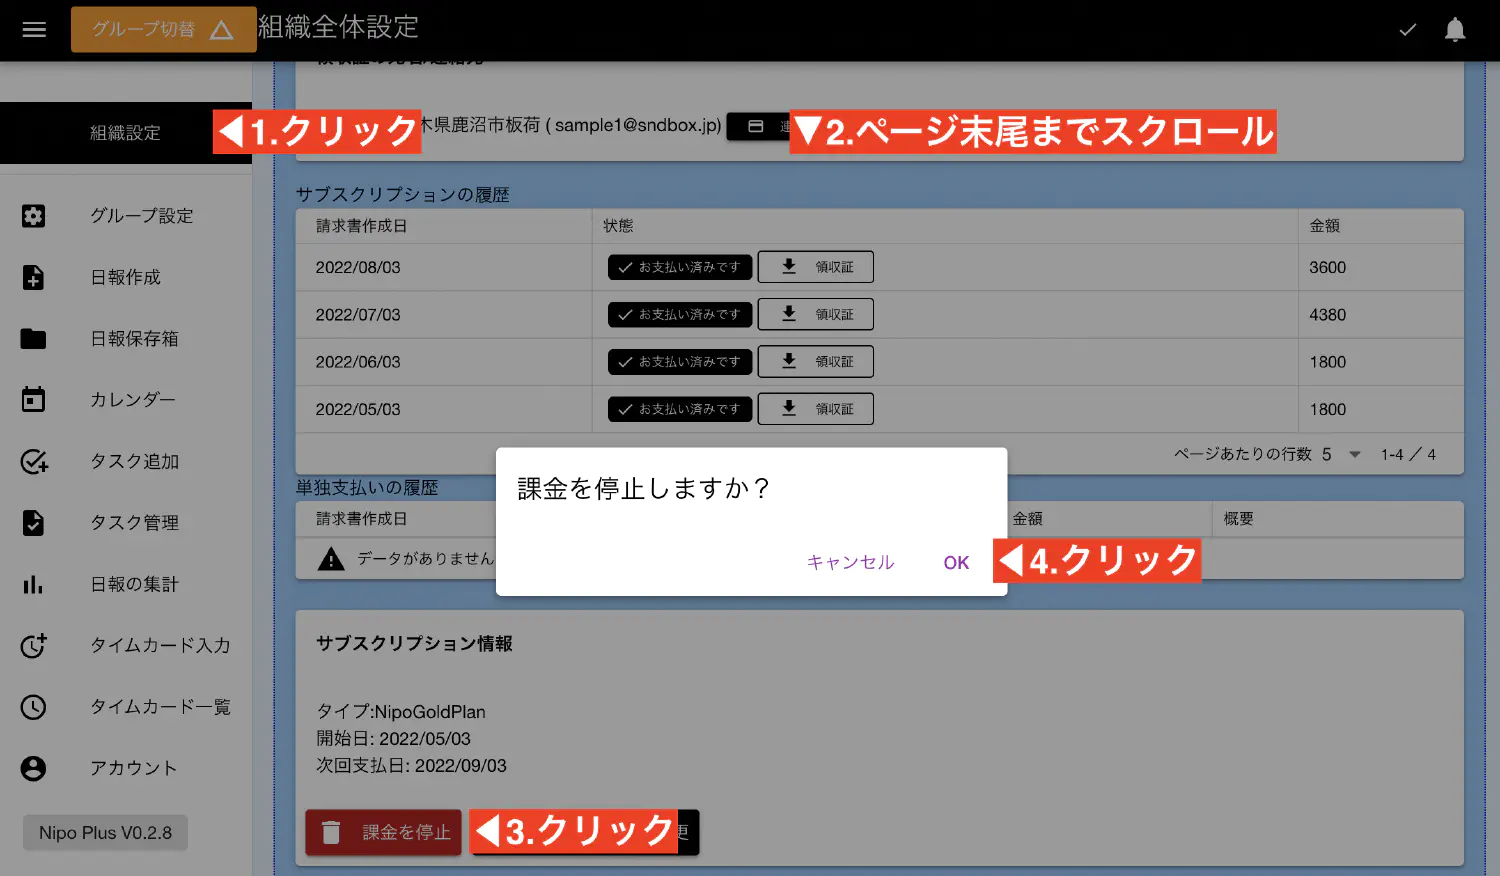 グループ切替 組織全体設定
組織設定
◀1.クリック
木県鹿沼市板荷 ( sample1@sndbox.jp)
▼2.ページ末尾までスクロール
グループ設定
日報作成
日報保存箱
カレンダー
タスク追加
タスク管理
日報の集計
タイムカード入力
タイムカード一覧
アカウント
Nipo Plus V0.2.8
サブスクリプションの履歴
請求書作成日 状態 金額
2022/08/03 お支払い済みです 領収証 3600
2022/07/03 お支払い済みです 領収証 4380
2022/06/03 お支払い済みです 領収証 1800
2022/05/03 お支払い済みです 領収証 1800
ページあたりの行数 5 1-4 / 4
単独支払いの履歴
請求書作成日 金額 概要
データがありません
課金を停止しますか？
キャンセル OK
◀4.クリック
サブスクリプション情報
タイプ:NipoGoldPlan
開始日: 2022/05/03
次回支払日: 2022/09/03
課金を停止
◀3.クリック
更